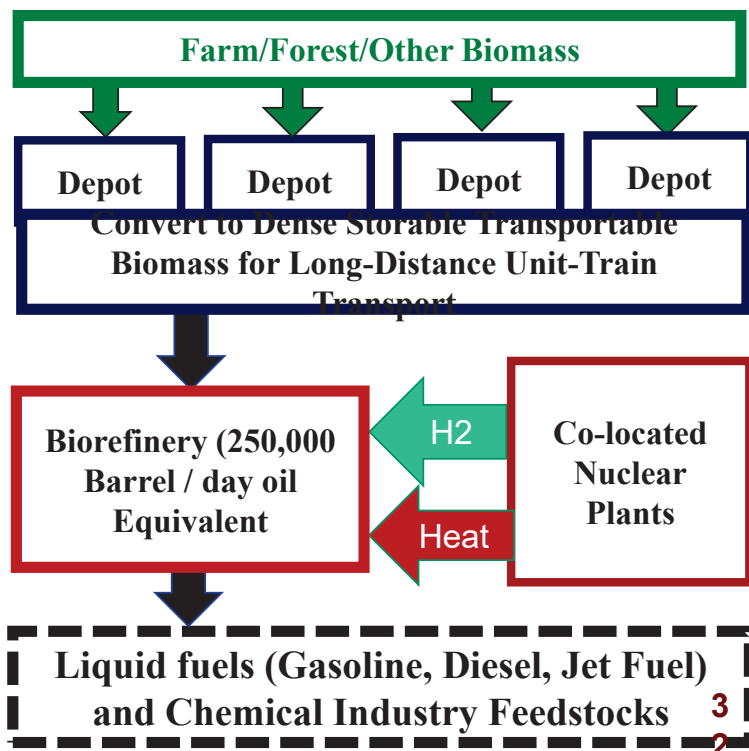 Farm/Forest/Other Biomass
Depot
Depot
Depot
Depot
Convert to Dense Storable Transportable
Biomass for Long-Distance Unit-Train
Transport
Biorefinery (250,000
Barrel / day oil
Equivalent
H2
Heat
Co-located
Nuclear
Plants
Liquid fuels (Gasoline, Diesel, Jet Fuel)
and Chemical Industry Feedstocks
3
2